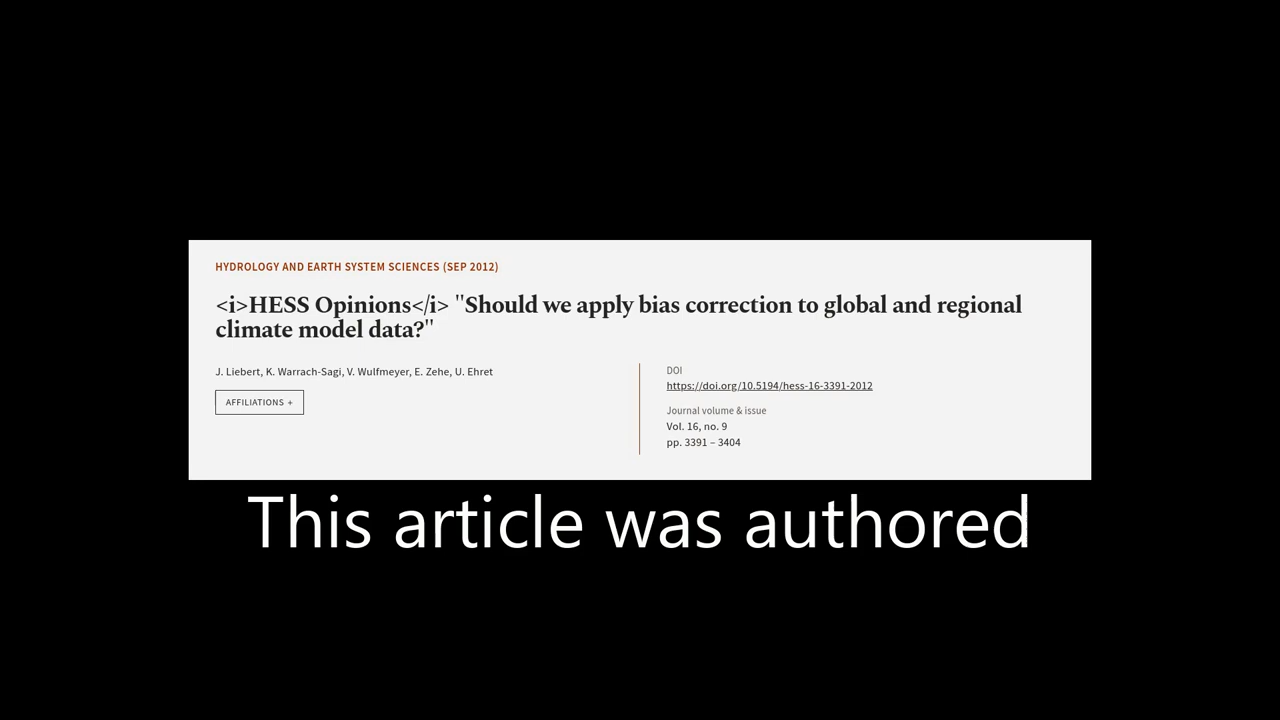 HYDROLOGY AND EARTH SYSTEM SCIENCES (SEP 2012)
<i>HESS Opinions</i> "Should we apply bias correction to global and regional
climate model data?"
J. Liebert, K. Warrach-Sagi, V. Wulfmeyer, E. Zehe, U. Ehret
AFFILIATIONS +
DOI
https://doi.org/10.5194/hess-16-3391-2012
Journal volume & issue
Vol. 16, no. 9
pp. 3391 – 3404
This article was authored